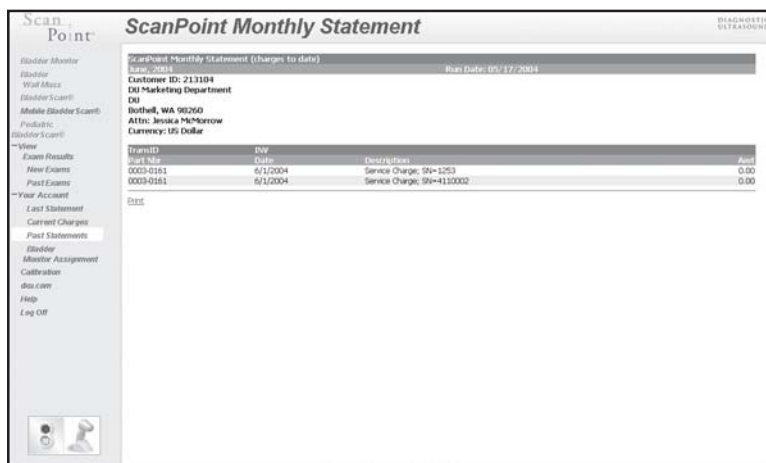 Scan
Point
ScanPoint Monthly Statement
DIAGNOSTIC
ULTRASOUND
Bladder Monitor
Bladder
Wall Mass
BladderScan®
Mobile BladderScan®
Pediatric
BladderScan®
View
Exam Results
New Exams
Past Exams
Your Account
Last Statement
Current Charges
Past Statements
Bladder
Monitor Assignment
Calibration
dxu.com
Help
Log Off
ScanPoint Monthly Statement (charges to date)
June, 2004 Run Date: 05/17/2004
Customer ID: 213104
DU Marketing Department
DU
Bothell, WA 98260
Attn: Jessica McMorrow
Currency: US Dollar
TransID INV
Part Nbr Date Description Amt
0003-0161 6/1/2004 Service Charge; SN=1253 0.00
0003-0161 6/1/2004 Service Charge; SN=4110002 0.00
Print